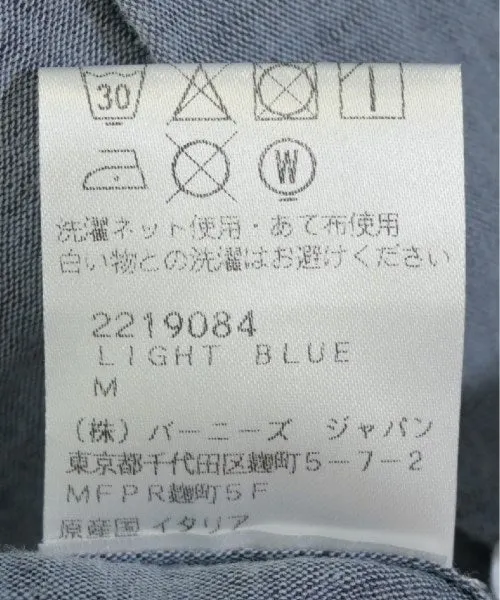 30
W
洗濯ネット使用・あて布使用
白い物との洗濯はお避けください
2219084
LIGHT BLUE
M
(株)バーニーズ ジャパン
東京都千代田区麹町5-7-2
MFPR麹町5F
原産国イタリア